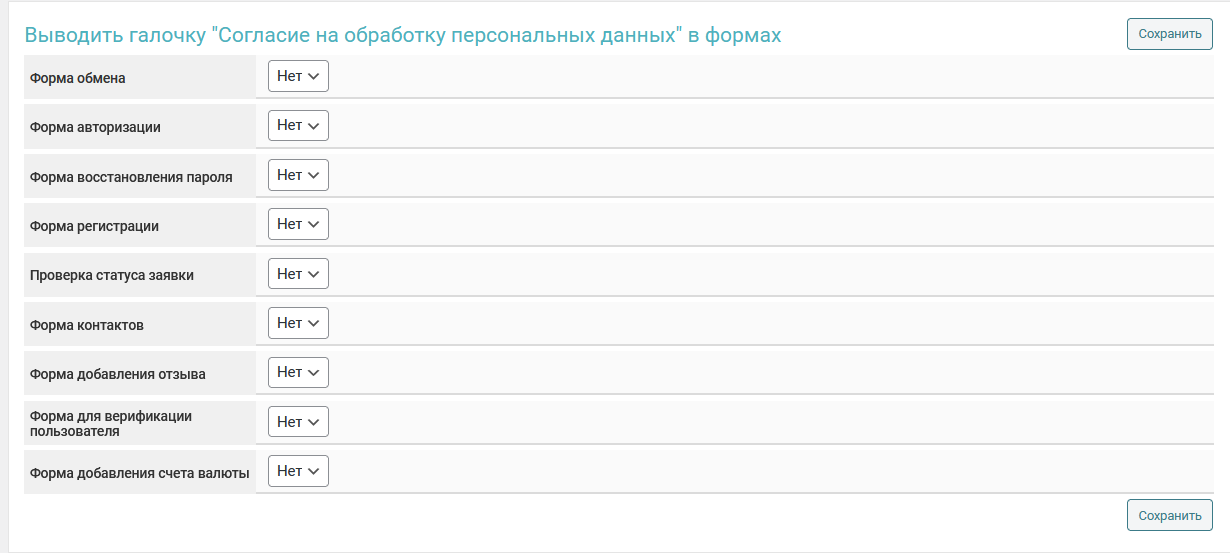 Выводить галочку "Согласие на обработку персональных данных" в формах
Сохранить
Форма обмена
Нет
Форма авторизации
Нет
Форма восстановления пароля
Нет
Форма регистрации
Нет
Проверка статуса заявки
Нет
Форма контактов
Нет
Форма добавления отзыва
Нет
Форма для верификации
пользователя
Нет
Форма добавления счета валюты
Нет
Сохранить